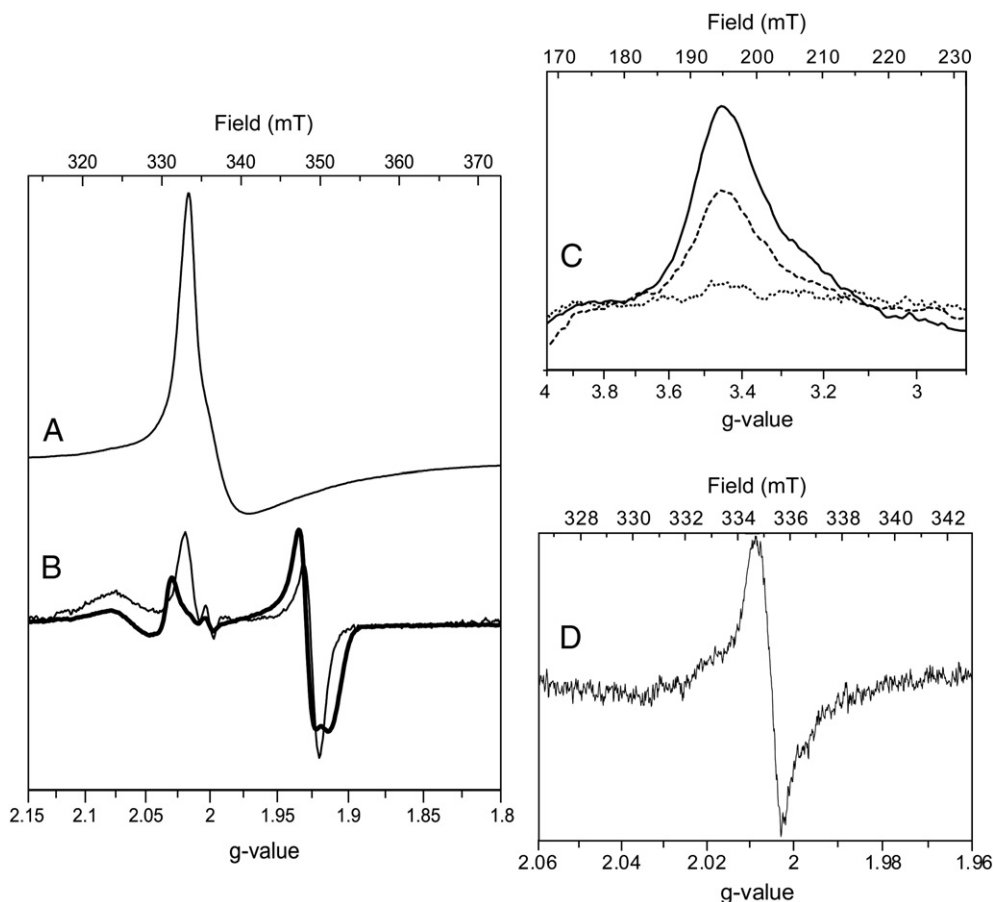 Field (mT)
320 330 340 350 360 370
A
B
2.15 2.1 2.05 2 1.95 1.9 1.85 1.8
g-value
Field (mT)
170 180 190 200 210 220 230
C
4 3.8 3.6 3.4 3.2 3
g-value
Field (mT)
328 330 332 334 336 338 340 342
D
2.06 2.04 2.02 2 1.98 1.96
g-value